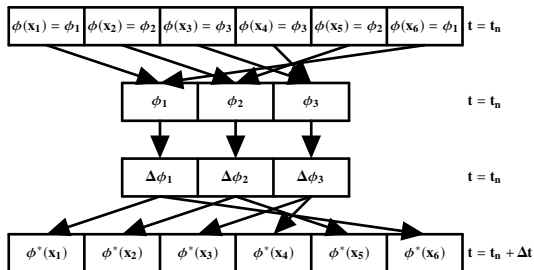 ϕ(x₁) = ϕ₁ ϕ(x₂) = ϕ₂ ϕ(x₃) = ϕ₃ ϕ(x₄) = ϕ₃ ϕ(x₅) = ϕ₂ ϕ(x₆) = ϕ₁ t = tₙ
ϕ₁ ϕ₂ ϕ₃ t = tₙ
Δϕ₁ Δϕ₂ Δϕ₃ t = tₙ
ϕ*(x₁) ϕ*(x₂) ϕ*(x₃) ϕ*(x₄) ϕ*(x₅) ϕ*(x₆) t = tₙ + Δt